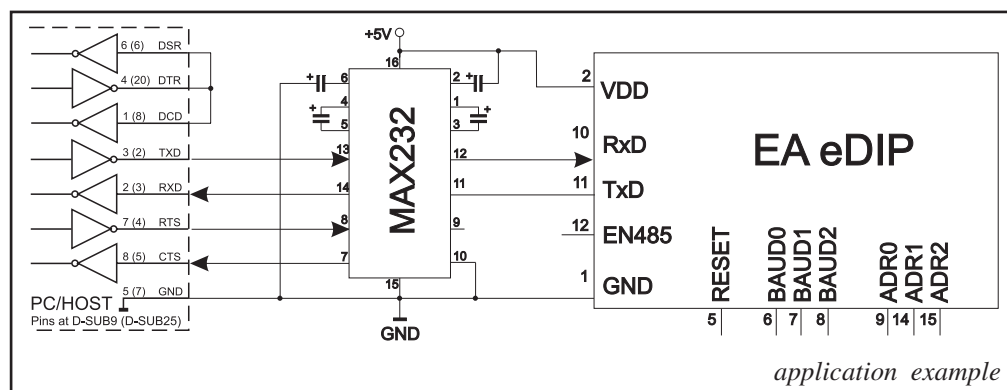 +5V
6 (6) DSR
4 (20) DTR
1 (8) DCD
3 (2) TXD
2 (3) RXD
7 (4) RTS
8 (5) CTS
5 (7) GND
PC/HOST
Pins at D-SUB9 (D-SUB25)
16
6 2
+ +
4 1
+ +
5 3
13 12
14 11
8 9
7 10
15
MAX232
GND
2 VDD
10 RxD
11 TxD
12 EN485
1 GND
EA eDIP
RESET
BAUD0
BAUD1
BAUD2
ADR0
ADR1
ADR2
5 6 7 8 9 14 15
application example